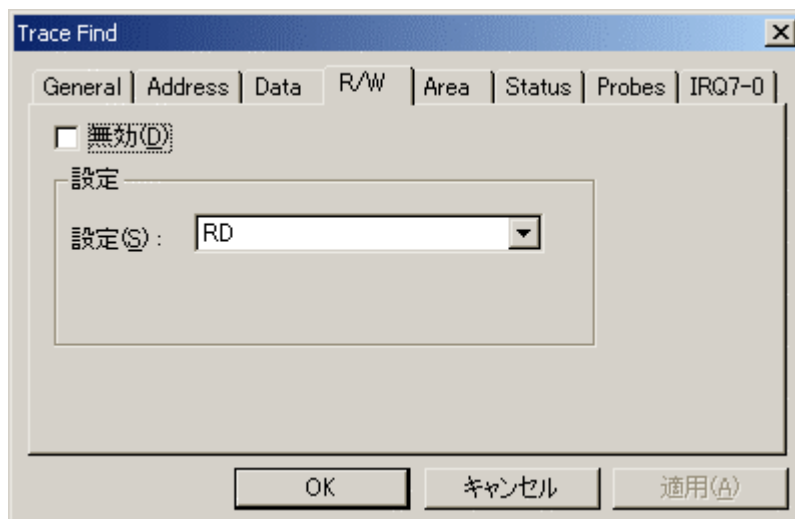 Trace Find
General Address Data R/W Area Status Probes IRQ7-0
無効(D)
設定
設定(S): RD
OK キャンセル 適用(A)